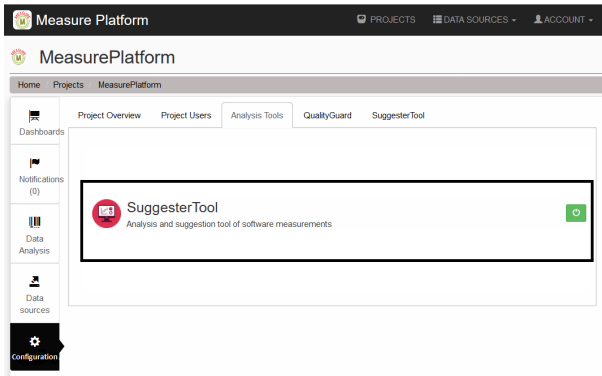 Measure Platform
PROJECTS
DATA SOURCES
ACCOUNT
MeasurePlatform
Home
Projects
MeasurePlatform
Project Overview
Project Users
Analysis Tools
QualityGuard
SuggesterTool
Dashboards
Notifications
(0)
Data
Analysis
Data
sources
Configuration
SuggesterTool
Analysis and suggestion tool of software measurements